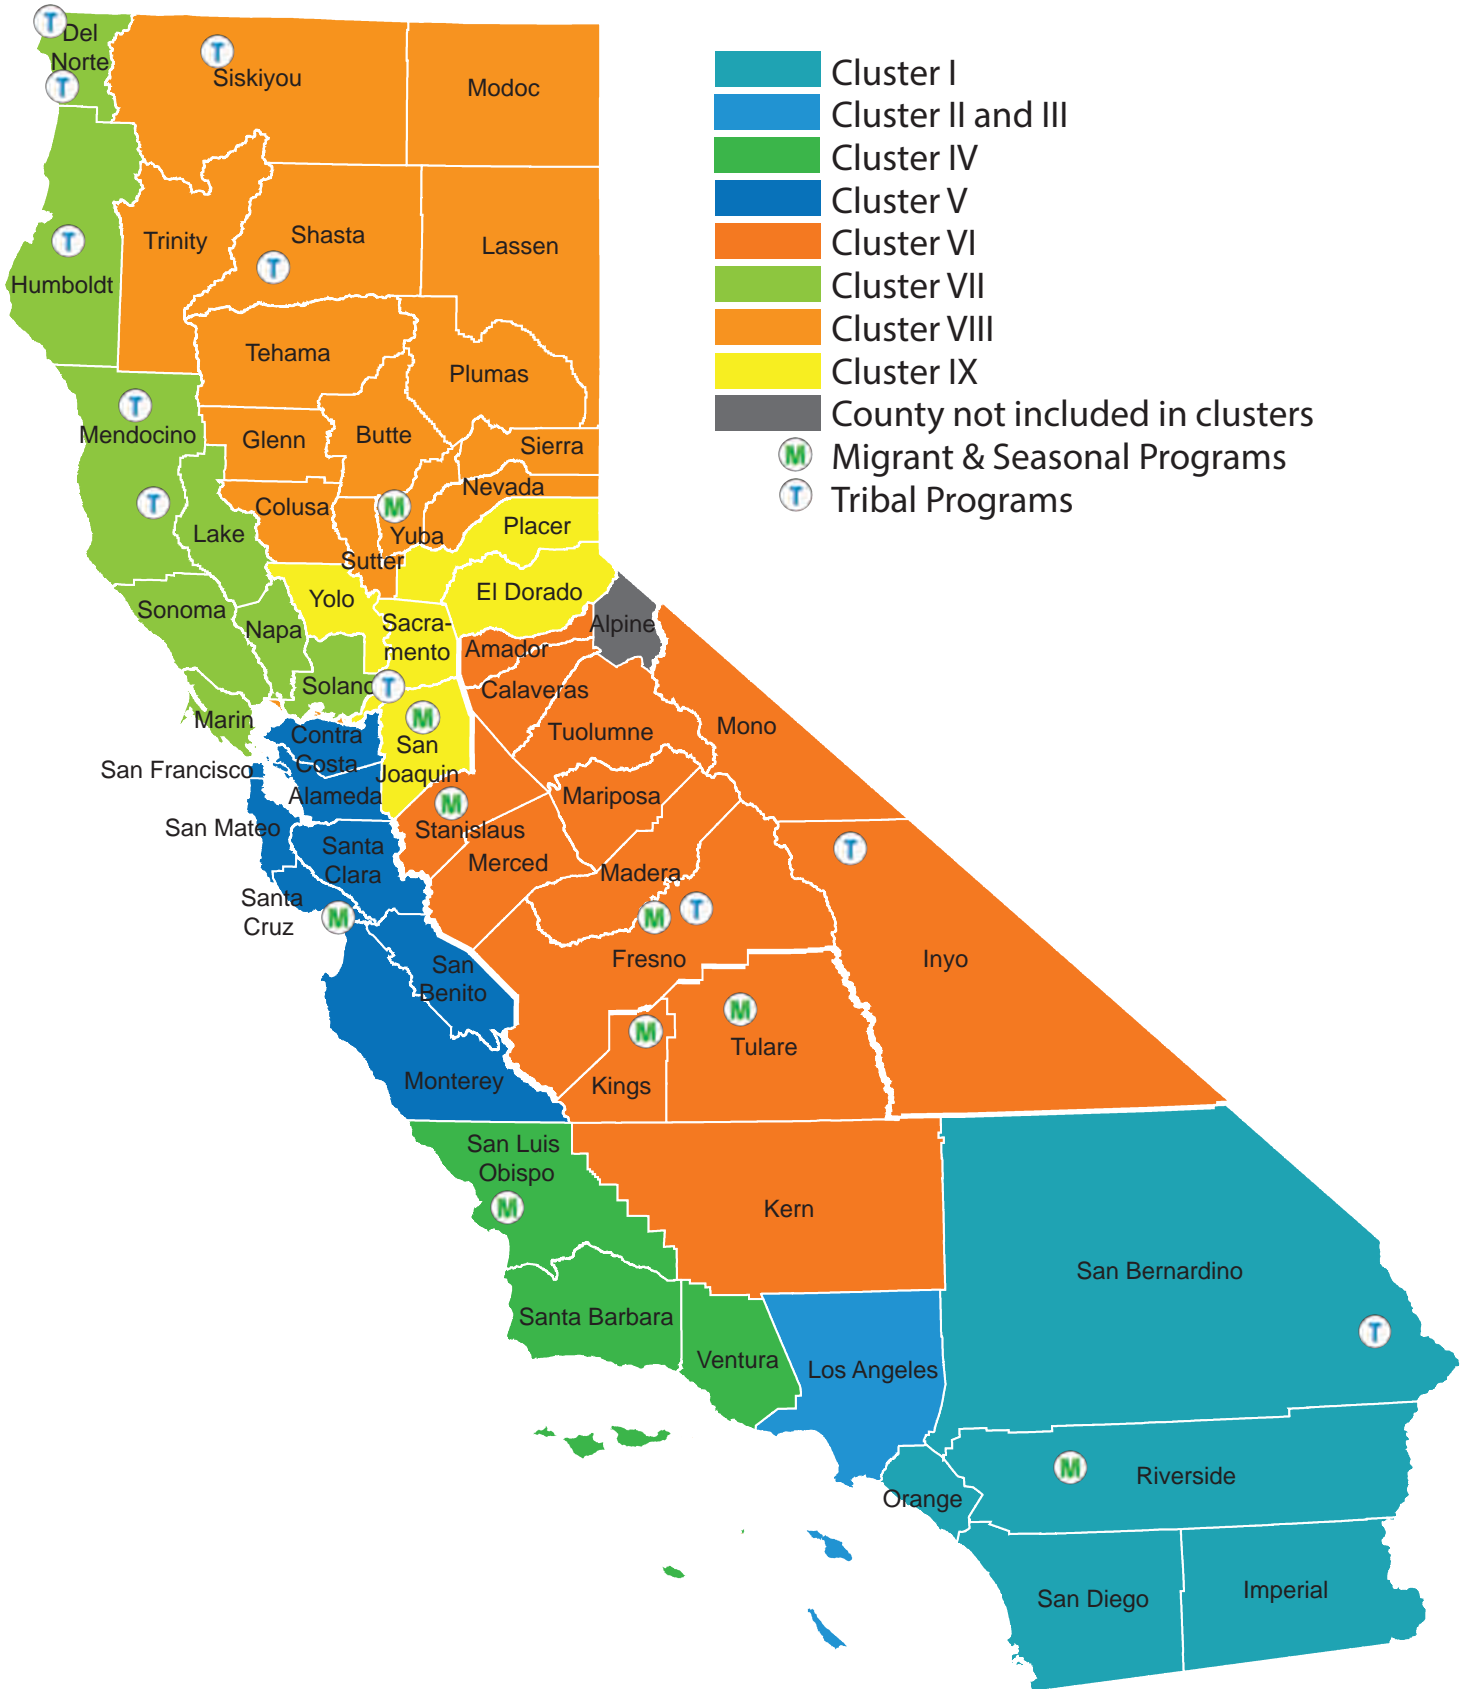 T
Del
Norte
T
Siskiyou
T
Modoc
Cluster I
Cluster II and III
Cluster IV
Cluster V
Cluster VI
Cluster VII
Cluster VIII
Cluster IX
County not included in clusters
M Migrant & Seasonal Programs
T Tribal Programs
Trinity
Shasta
T
Lassen
T
Humboldt
Tehama
Plumas
T
Mendocino
Glenn
Butte
Sierra
Nevada
T
Colusa
M
Yuba
Placer
Lake
Sutter
El Dorado
Yolo
Sonoma
Napa
Sacra-
mento
Alpine
Amador
Solano
T
Calaveras
Marin
M
San
Joaquin
Tuolumne
Mono
Contra
Costa
San Francisco
Alameda
M
Stanislaus
Mariposa
San Mateo
Santa
Clara
Merced
Madera
T
Santa
Cruz
M
M
T
Fresno
Inyo
San
Benito
M
Tulare
M
Kings
Monterey
San Luis
Obispo
M
Kern
San Bernardino
Santa Barbara
Ventura
Los Angeles
T
M
Riverside
Orange
San Diego
Imperial